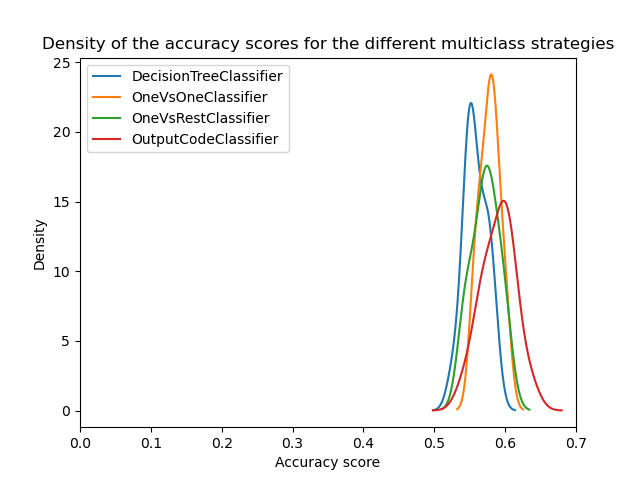 Density of the accuracy scores for the different multiclass strategies
25
20
15
10
5
0
Density
DecisionTreeClassifier
OneVsOneClassifier
OneVsRestClassifier
OutputCodeClassifier
0.0 0.1 0.2 0.3 0.4 0.5 0.6 0.7
Accuracy score